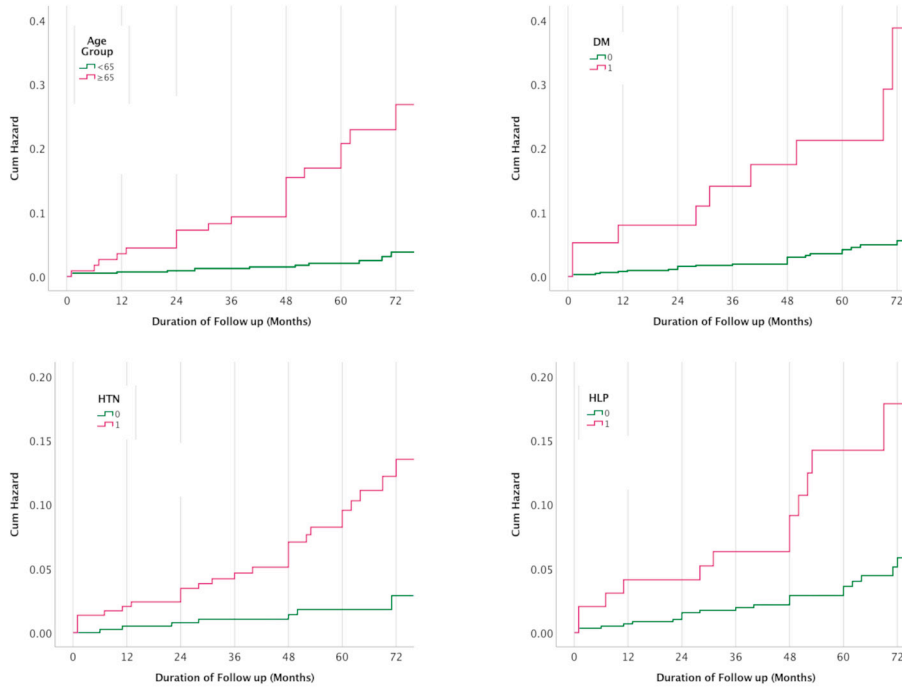 Age
Group
<65
≥65
Cum Hazard
0.4
0.3
0.2
0.1
0.0
0 12 24 36 48 60 72
Duration of Follow up (Months)
DM
0
1
Cum Hazard
0.4
0.3
0.2
0.1
0.0
0 12 24 36 48 60 72
Duration of Follow up (Months)
HTN
0
1
Cum Hazard
0.20
0.15
0.10
0.05
0.00
0 12 24 36 48 60 72
Duration of Follow up (Months)
HLP
0
1
Cum Hazard
0.20
0.15
0.10
0.05
0.00
0 12 24 36 48 60 72
Duration of Follow up (Months)